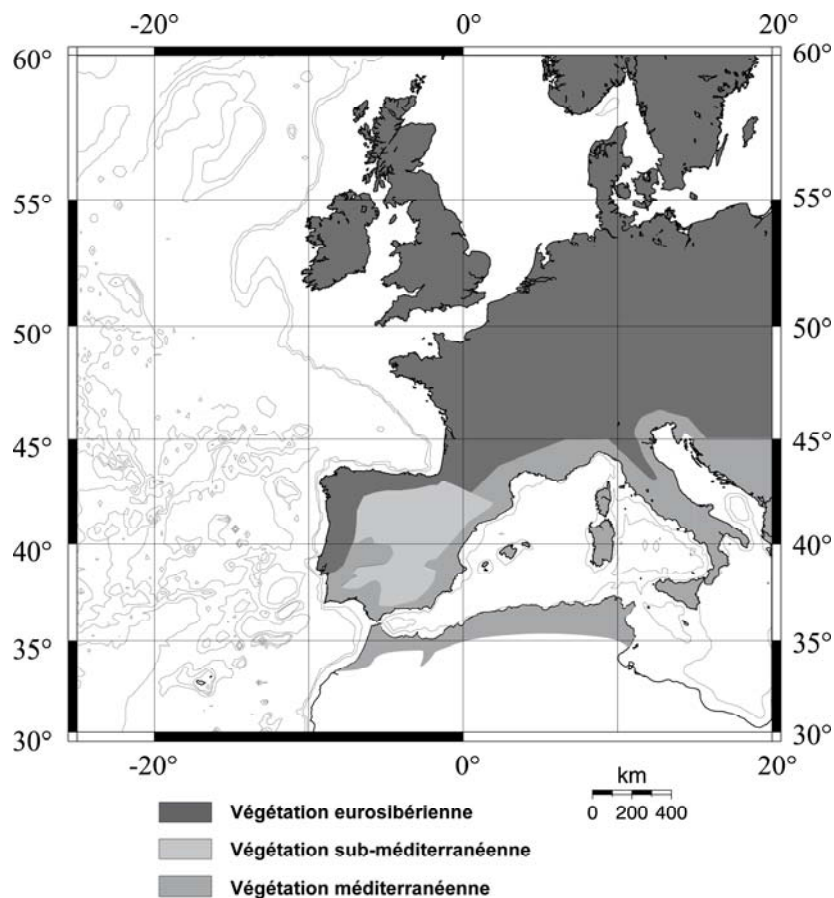 -20° 0° 20°
60° 60°
55° 55°
50° 50°
45° 45°
40° 40°
35° 35°
30° 30°
-20° 0° 20°
km
0 200 400
Végétation eurosibérienne
Végétation sub-méditerranéenne
Végétation méditerranéenne